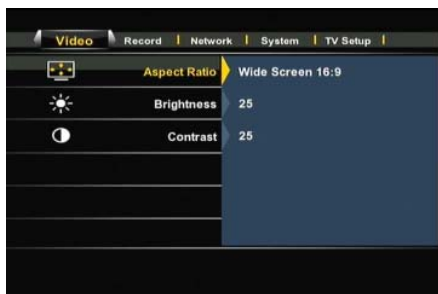 Video Record Network System TV Setup
Aspect Ratio Wide Screen 16:9
Brightness 25
Contrast 25